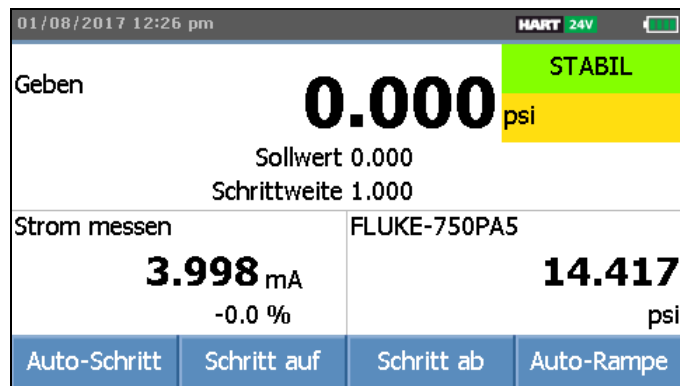 01/08/2017 12:26 pm HART 24V
STABIL
Geben 0.000 psi
Sollwert 0.000
Schrittweite 1.000
Strom messen
3.998 mA
-0.0 %
FLUKE-750PA5
14.417
psi
Auto-Schritt Schritt auf Schritt ab Auto-Rampe